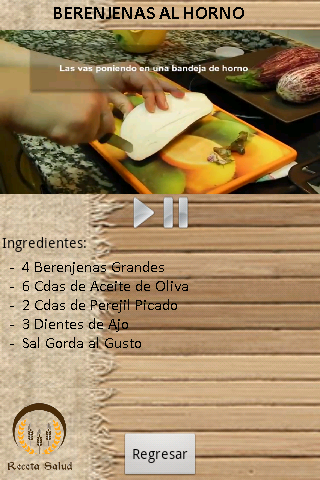 BERENJENAS AL HORNO
Las vas poniendo en una bandeja de horno
Ingredientes:
- 4 Berenjenas Grandes
- 6 Cdas de Aceite de Oliva
- 2 Cdas de Perejil Picado
- 3 Dientes de Ajo
- Sal Gorda al Gusto
Receta Salud
Regresar